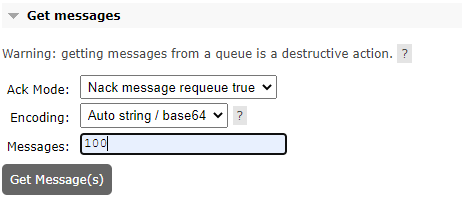 Get messages
Warning: getting messages from a queue is a destructive action. ?
Ack Mode: Nack message requeue true
Encoding: Auto string / base64 ?
Messages: 100
Get Message(s)